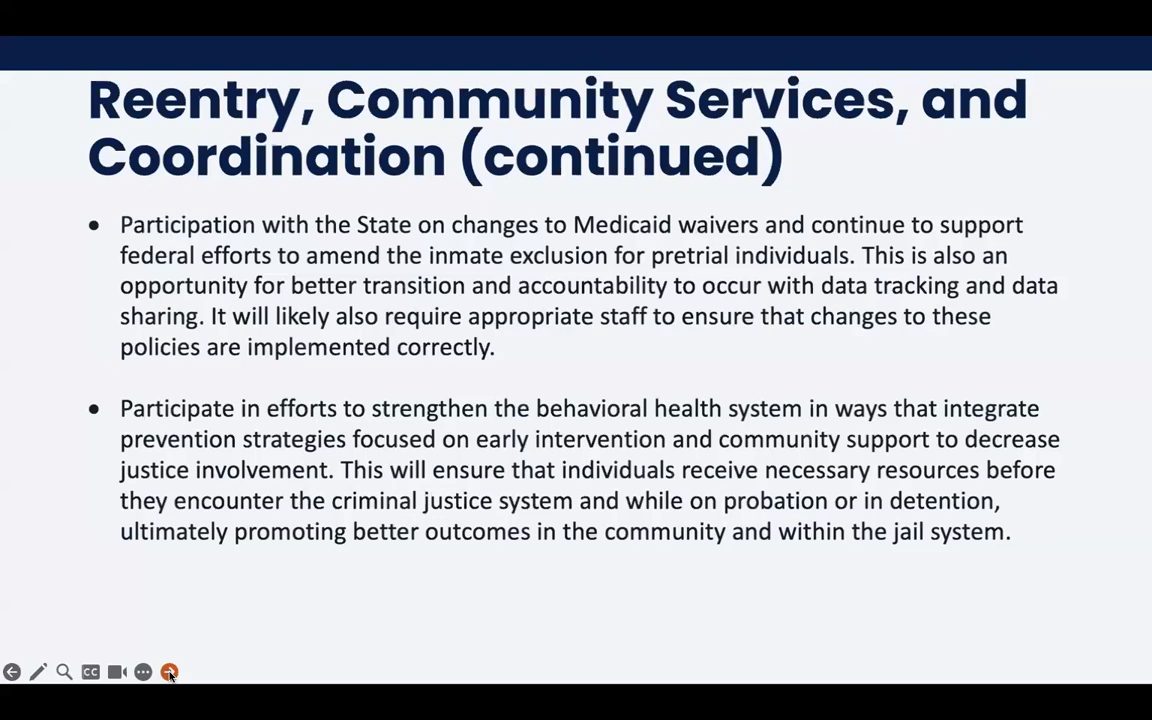 Reentry, Community Services, and
Coordination (continued)
• Participation with the State on changes to Medicaid waivers and continue to support
federal efforts to amend the inmate exclusion for pretrial individuals. This is also an
opportunity for better transition and accountability to occur with data tracking and data
sharing. It will likely also require appropriate staff to ensure that changes to these
policies are implemented correctly.
• Participate in efforts to strengthen the behavioral health system in ways that integrate
prevention strategies focused on early intervention and community support to decrease
justice involvement. This will ensure that individuals receive necessary resources before
they encounter the criminal justice system and while on probation or in detention,
ultimately promoting better outcomes in the community and within the jail system.
CC